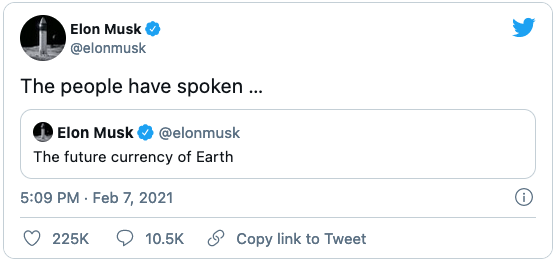 Elon Musk
@elonmusk
The people have spoken ...
Elon Musk @elonmusk
The future currency of Earth
5:09 PM · Feb 7, 2021
225K 10.5K Copy link to Tweet